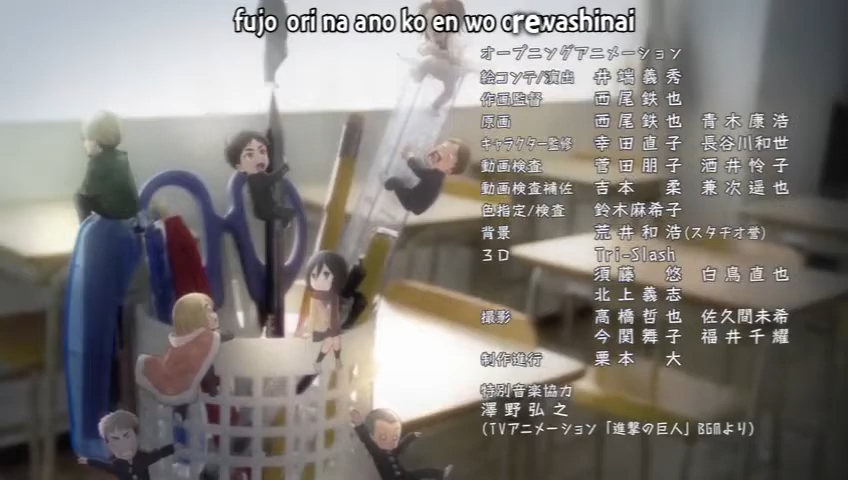 fujo ori na ano ko en wo orewashinai
オープニングアニメーション
絵コンテ/演出 井端義秀
作画監督 西尾鉄也
原画 西尾鉄也 青木康浩
キャラクター監修 幸田直子 長谷川和世
動画検査 菅田朋子 酒井怜子
動画検査補佐 吉本 柔 兼次遥也
色指定/検査 鈴木麻希子
背景 荒井和浩(スタヂオ誉)
3D Tri-Slash
須藤 悠 白鳥直也
北上義志
撮影 高橋哲也 佐久間未希
今関舞子 福井千耀
制作進行 栗本 大
特別音楽協力
澤野弘之
(TVアニメーション「進撃の巨人」BGMより)